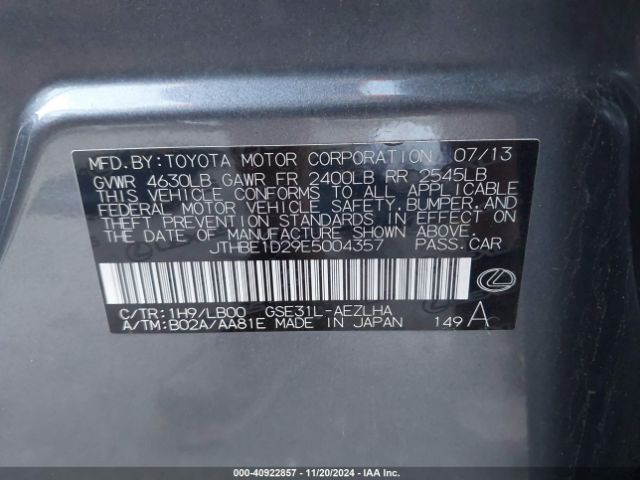 MFD.BY:TOYOTA MOTOR CORPORATION 07/13
GVWR 4630LB GAWR FR 2400LB RR 2545LB
THIS VEHICLE CONFORMS TO ALL APPLICABLE
FEDERAL MOTOR VEHICLE SAFETY,BUMPER,AND
THEFT PREVENTION STANDARDS IN EFFECT ON
THE DATE OF MANUFACTURE SHOWN ABOVE.
JTHBE1D29E5004357 PASS.CAR
C/TR:1H9/LB00 GSE31L-AEZLHA
A/TM:B02A/AA81E MADE IN JAPAN 149 A
000-40922857 - 11/20/2024 - IAA Inc.